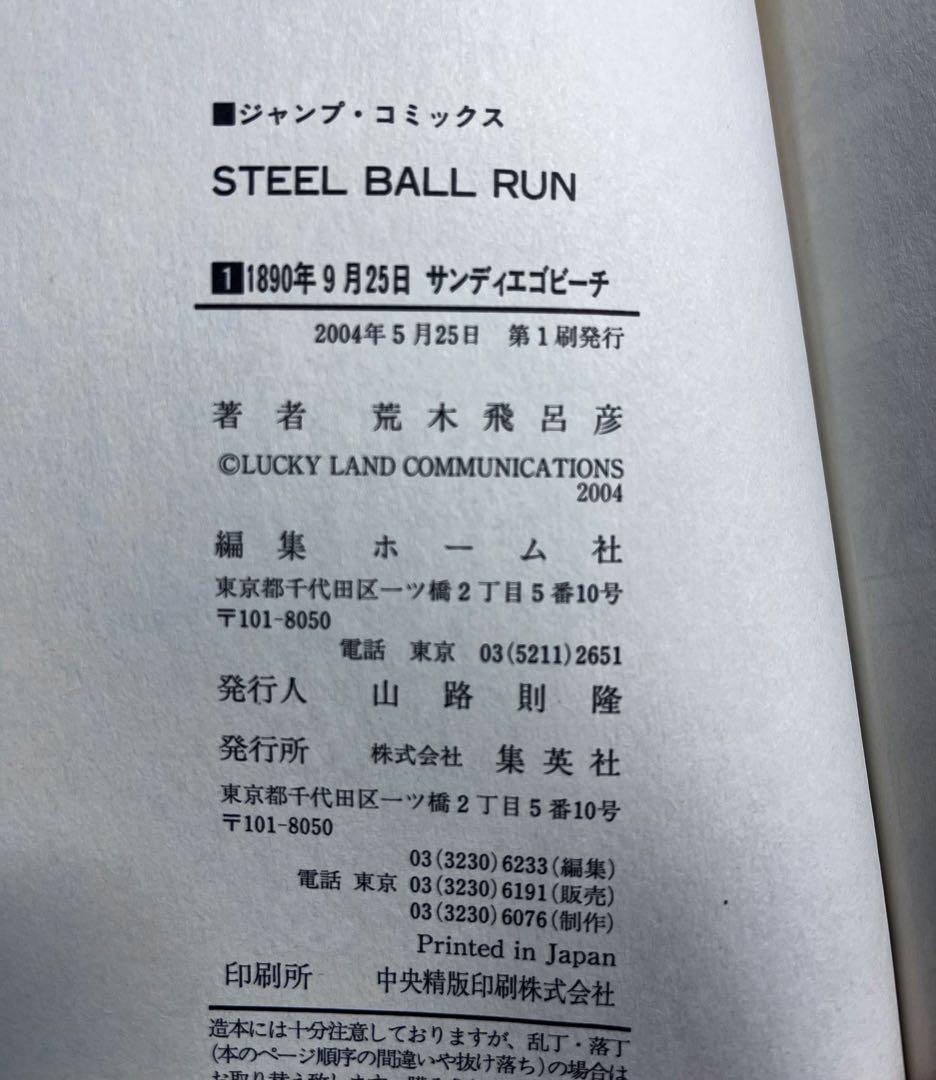 ■ジャンプ・コミックス
STEEL BALL RUN
1 1890年9月25日 サンディエゴビーチ
2004年5月25日 第1刷発行
著者 荒木飛呂彦
©LUCKY LAND COMMUNICATIONS
2004
編集 ホーム社
東京都千代田区一ツ橋2丁目5番10号
〒101-8050
電話 東京 03(5211)2651
発行人 山路則隆
発行所 株式会社 集英社
東京都千代田区一ツ橋2丁目5番10号
〒101-8050
03(3230)6233(編集)
電話 東京 03(3230)6191(販売)
03(3230)6076(制作)
Printed in Japan
印刷所 中央精版印刷株式会社
造本には十分注意しておりますが、乱丁・落丁
(本のページ順序の間違いや抜け落ち)の場合は
お取り替え致します